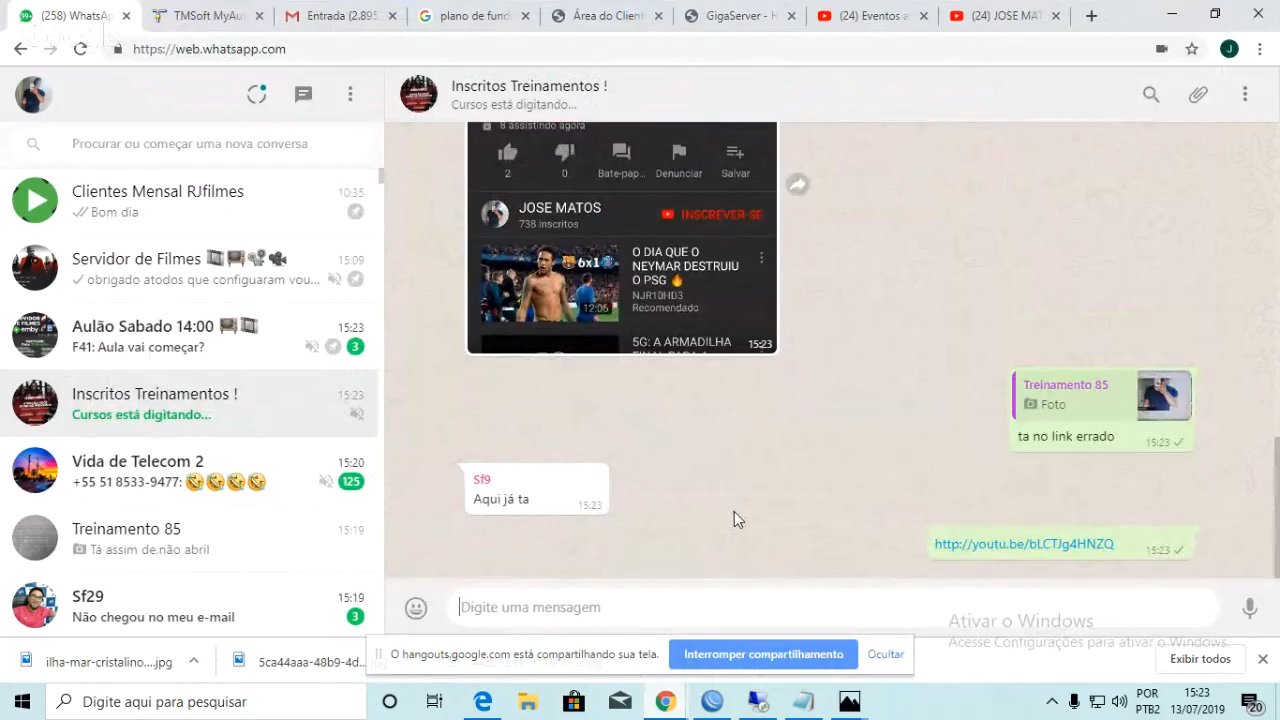 (258) WhatsA
TMSoft MyAu
Entrada (2.895
plano de fund
Área do Clien
GigaServer - H
(24) Eventos a
(24) JOSE MAT
https://web.whatsapp.com
J
Inscritos Treinamentos !
Cursos está digitando...
Procurar ou começar uma nova conversa
Clientes Mensal RJfilmes
10:35
Bom dia
Servidor de Filmes
15:09
obrigado atodos que configuraram vou...
Aulão Sabado 14:00
15:23
F41: Aula vai começar?
3
Inscritos Treinamentos !
15:23
Cursos está digitando...
Vida de Telecom 2
15:20
+55 51 8533-9477:
125
Treinamento 85
15:19
Tá assim de.não abril
Sf29
15:19
Não chegou no meu e-mail
3
8 assistindo agora
2
0
Bate-pap...
Denunciar
Salvar
JOSE MATOS
INSCREVER-SE
738 inscritos
6x1
12:06
O DIA QUE O
NEYMAR DESTRUIU
O PSG 🔥
NJR10HD3
Recomendado
5G: A ARMADILHA
15:23
Treinamento 85
Foto
ta no link errado
15:23
Sf9
Aqui já ta
15:23
http://youtu.be/bLCTJg4HNZQ
15:23
Digite uma mensagem
Ativar o Windows
Acesse Configurações para ativar o Windows.
ilha-mar-cristalino....jpg
5ca44aaa-48b9-4d...
O hangouts.google.com está compartilhando sua tela.
Interromper compartilhamento
Ocultar
Exibir todos
Digite aqui para pesquisar
POR
PTB2
15:23
13/07/2019
20